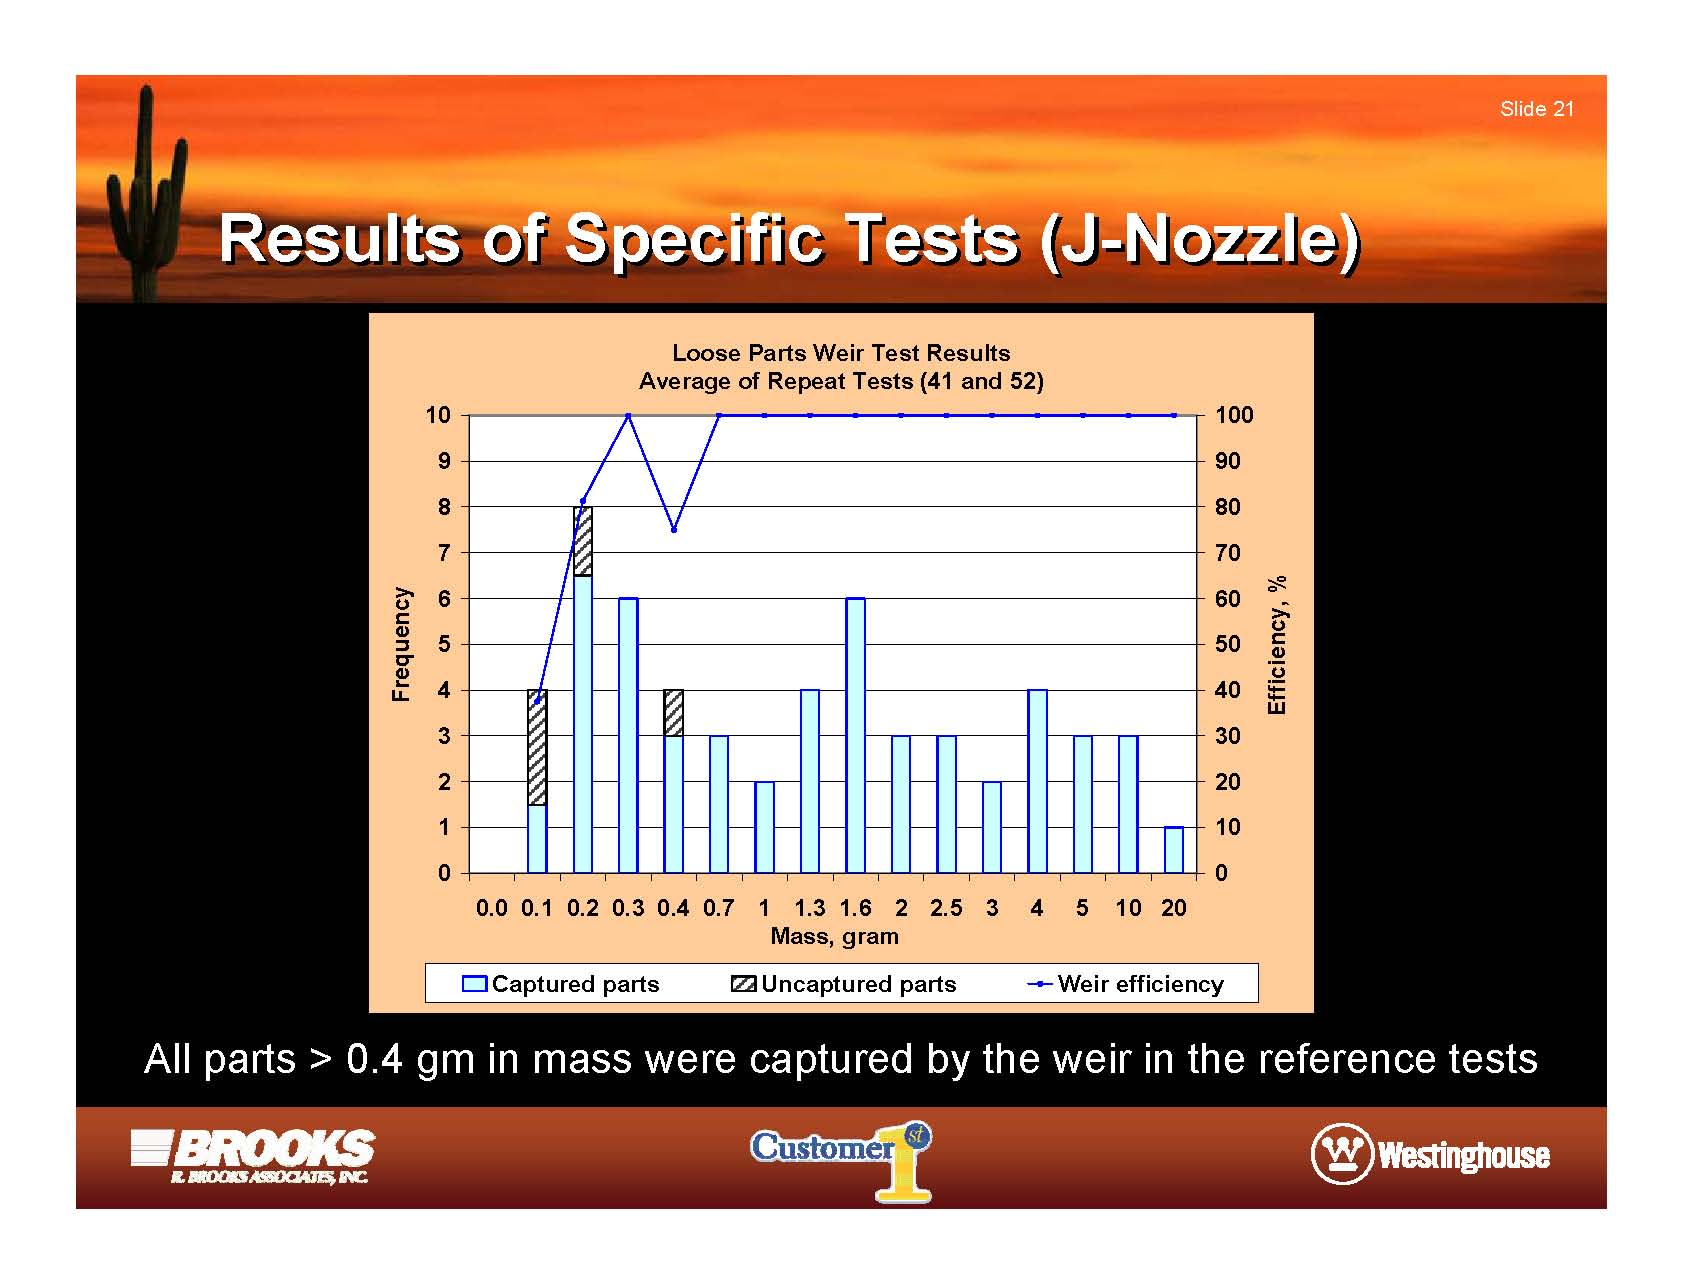 Slide 21
Results of Specific Tests (J-Nozzle)
Loose Parts Weir Test Results
Average of Repeat Tests (41 and 52)
10
9
8
7
6
5
4
3
2
1
0
Frequency
100
90
80
70
60
50
40
30
20
10
0
Efficiency, %
0.0 0.1 0.2 0.3 0.4 0.7 1 1.3 1.6 2 2.5 3 4 5 10 20
Mass, gram
Captured parts Uncaptured parts Weir efficiency
All parts > 0.4 gm in mass were captured by the weir in the reference tests
BROOKS
R. BROOKS ASSOCIATES, INC.
Customer 1st
W Westinghouse